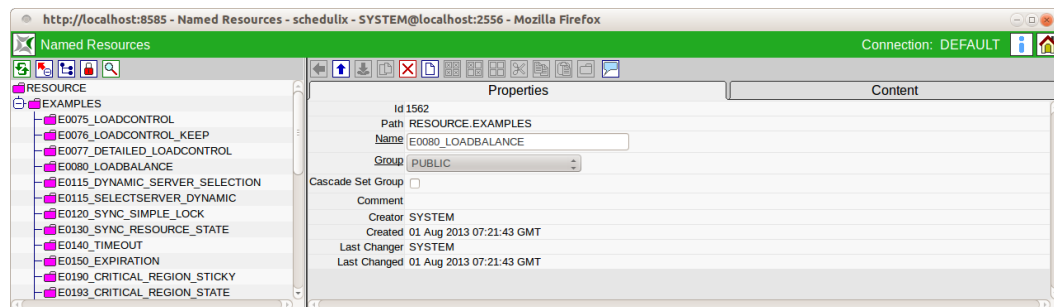 http://localhost:8585 - Named Resources - schedulix - SYSTEM@localhost:2556 - Mozilla Firefox
Named Resources
Connection: DEFAULT
RESOURCE
EXAMPLES
E0075_LOADCONTROL
E0076_LOADCONTROL_KEEP
E0077_DETAILED_LOADCONTROL
E0080_LOADBALANCE
E0115_DYNAMIC_SERVER_SELECTION
E0115_SELECTSERVER_DYNAMIC
E0120_SYNC_SIMPLE_LOCK
E0130_SYNC_RESOURCE_STATE
E0140_TIMEOUT
E0150_EXPIRATION
E0190_CRITICAL_REGION_STICKY
E0193_CRITICAL_REGION_STATE
Properties
Content
Id 1562
Path RESOURCE.EXAMPLES
Name E0080_LOADBALANCE
Group PUBLIC
Cascade Set Group
Comment
Creator SYSTEM
Created 01 Aug 2013 07:21:43 GMT
Last Changer SYSTEM
Last Changed 01 Aug 2013 07:21:43 GMT